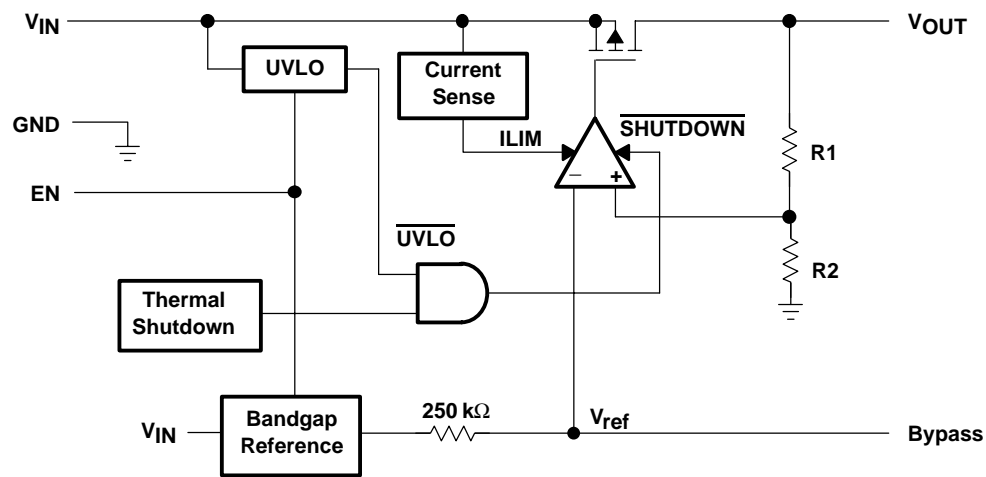 VIN
VOUT
UVLO
Current
Sense
SHUTDOWN
GND
ILIM
R1
− +
EN
UVLO
R2
Thermal
Shutdown
250 kΩ
VIN
Bandgap
Reference
Vref
Bypass